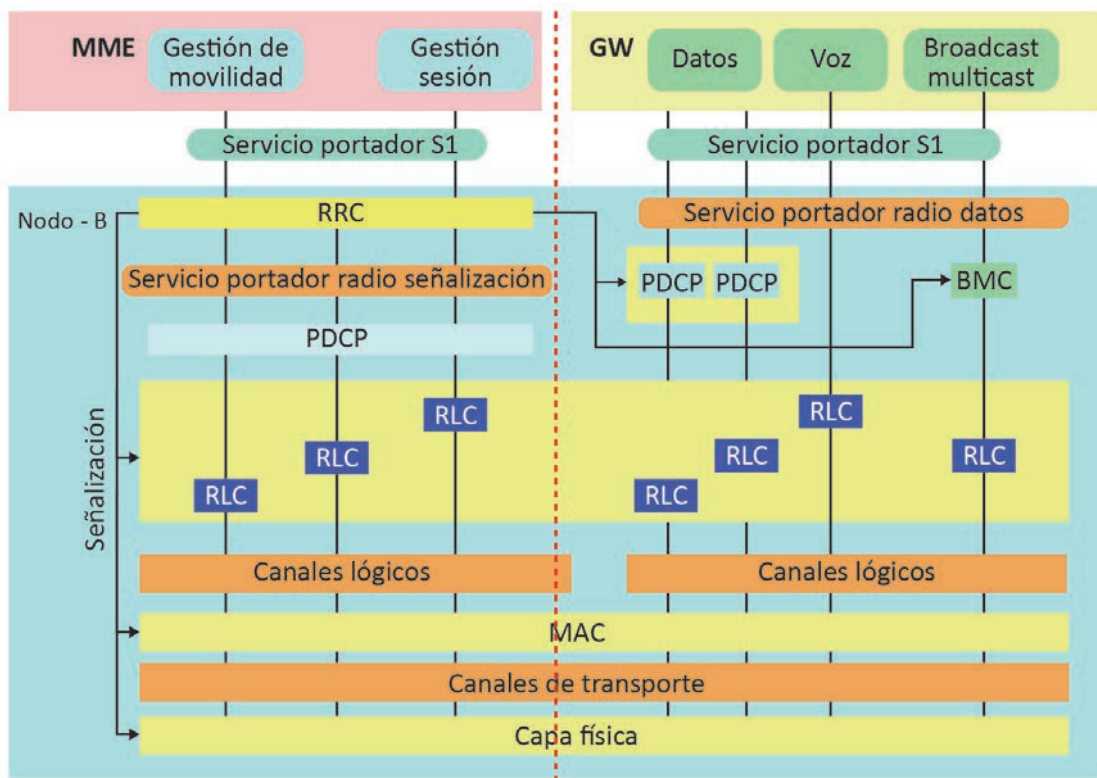 MME
Gestión de
movilidad
Gestión
sesión
GW
Datos
Voz
Broadcast
multicast
Servicio portador S1
Servicio portador S1
Nodo - B
RRC
Servicio portador radio datos
Servicio portador radio señalización
PDCP
PDCP
BMC
PDCP
Señalización
RLC
RLC
RLC
RLC
RLC
RLC
RLC
Canales lógicos
Canales lógicos
MAC
Canales de transporte
Capa física